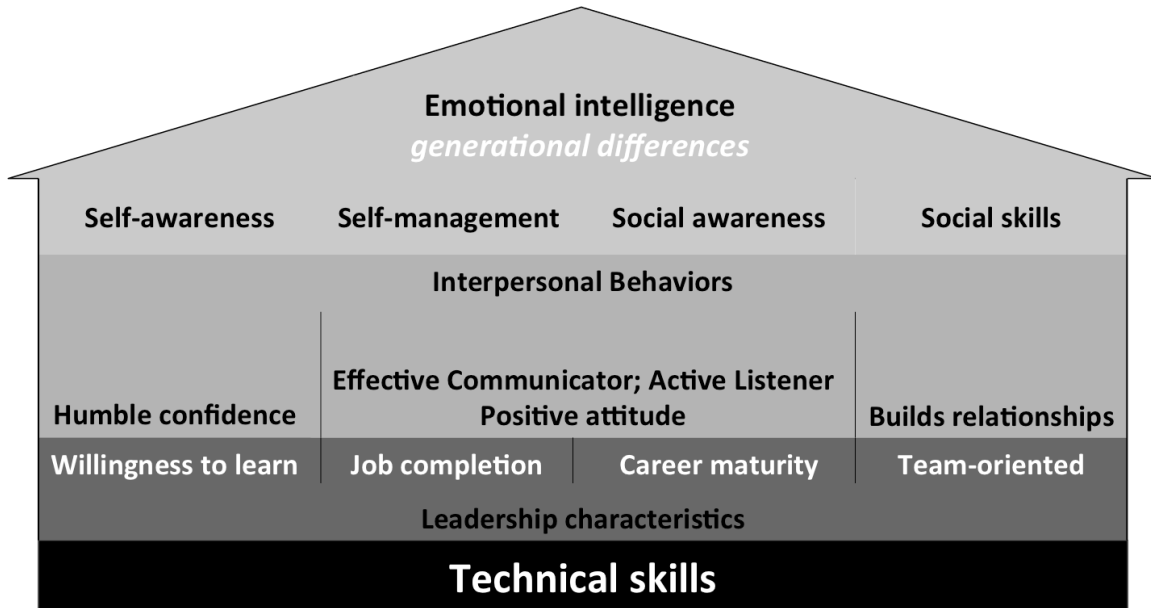 Emotional intelligence
generational differences
Self-awareness
Self-management
Social awareness
Social skills
Interpersonal Behaviors
Effective Communicator; Active Listener
Positive attitude
Humble confidence
Builds relationships
Willingness to learn
Job completion
Career maturity
Team-oriented
Leadership characteristics
Technical skills